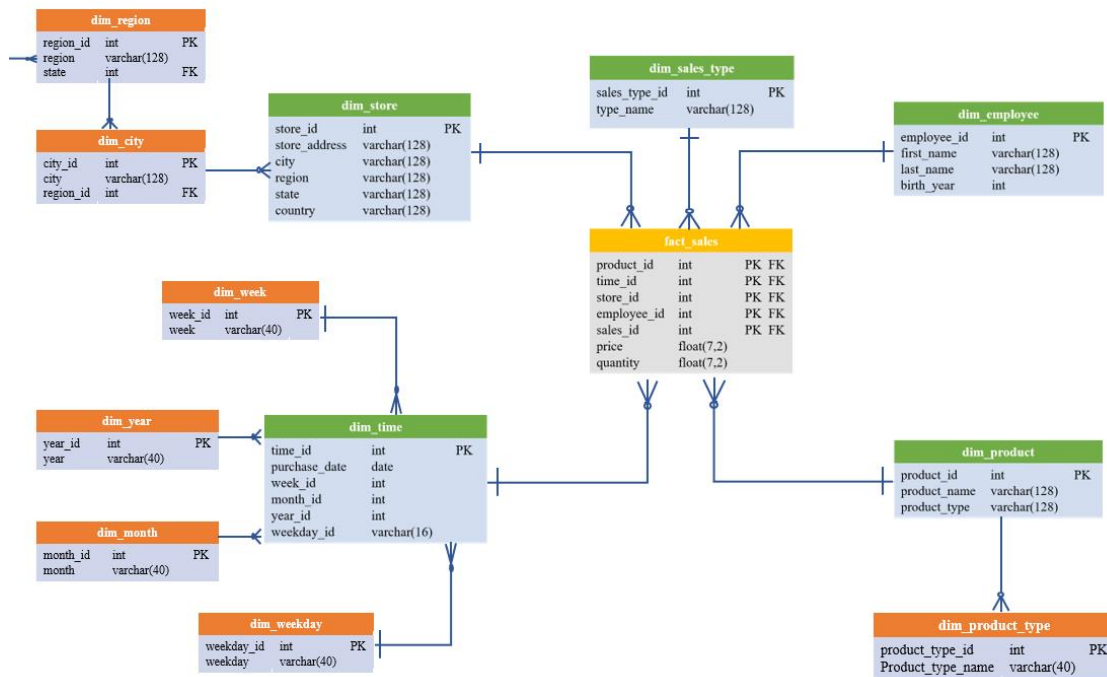 dim_region
region_id int PK
region varchar(128)
state int FK
dim_city
city_id int PK
city varchar(128)
region_id int FK
dim_store
store_id int PK
store_address varchar(128)
city varchar(128)
region varchar(128)
state varchar(128)
country varchar(128)
dim_sales_type
sales_type_id int PK
type_name varchar(128)
dim_employee
employee_id int PK
first_name varchar(128)
last_name varchar(128)
birth_year int
fact_sales
product_id int PK FK
time_id int PK FK
store_id int PK FK
employee_id int PK FK
sales_id int PK FK
price float(7,2)
quantity float(7,2)
dim_week
week_id int PK
week varchar(40)
dim_year
year_id int PK
year varchar(40)
dim_month
month_id int PK
month varchar(40)
dim_time
time_id int PK
purchase_date date
week_id int
month_id int
year_id int
weekday_id varchar(16)
dim_weekday
weekday_id int PK
weekday varchar(40)
dim_product
product_id int PK
product_name varchar(128)
product_type varchar(128)
dim_product_type
product_type_id int PK
Product_type_name varchar(40)